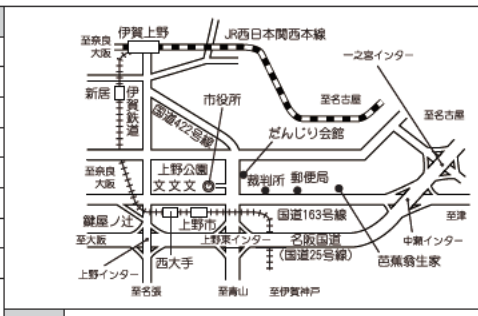 伊賀上野
JR西日本関西本線
至奈良
大阪
一之宮インター
新居
伊賀鉄道
市役所
至名古屋
国道422号線
至名古屋
だんじり会館
至奈良
大阪
上野公園
文文文
裁判所
郵便局
鍵屋ノ辻
上野市
国道163号線
至津
至大阪
上野東インター
名阪国道
(国道25号線)
中瀬インター
上野インター
西大手
芭蕉翁生家
至名張
至青山
至伊賀神戸